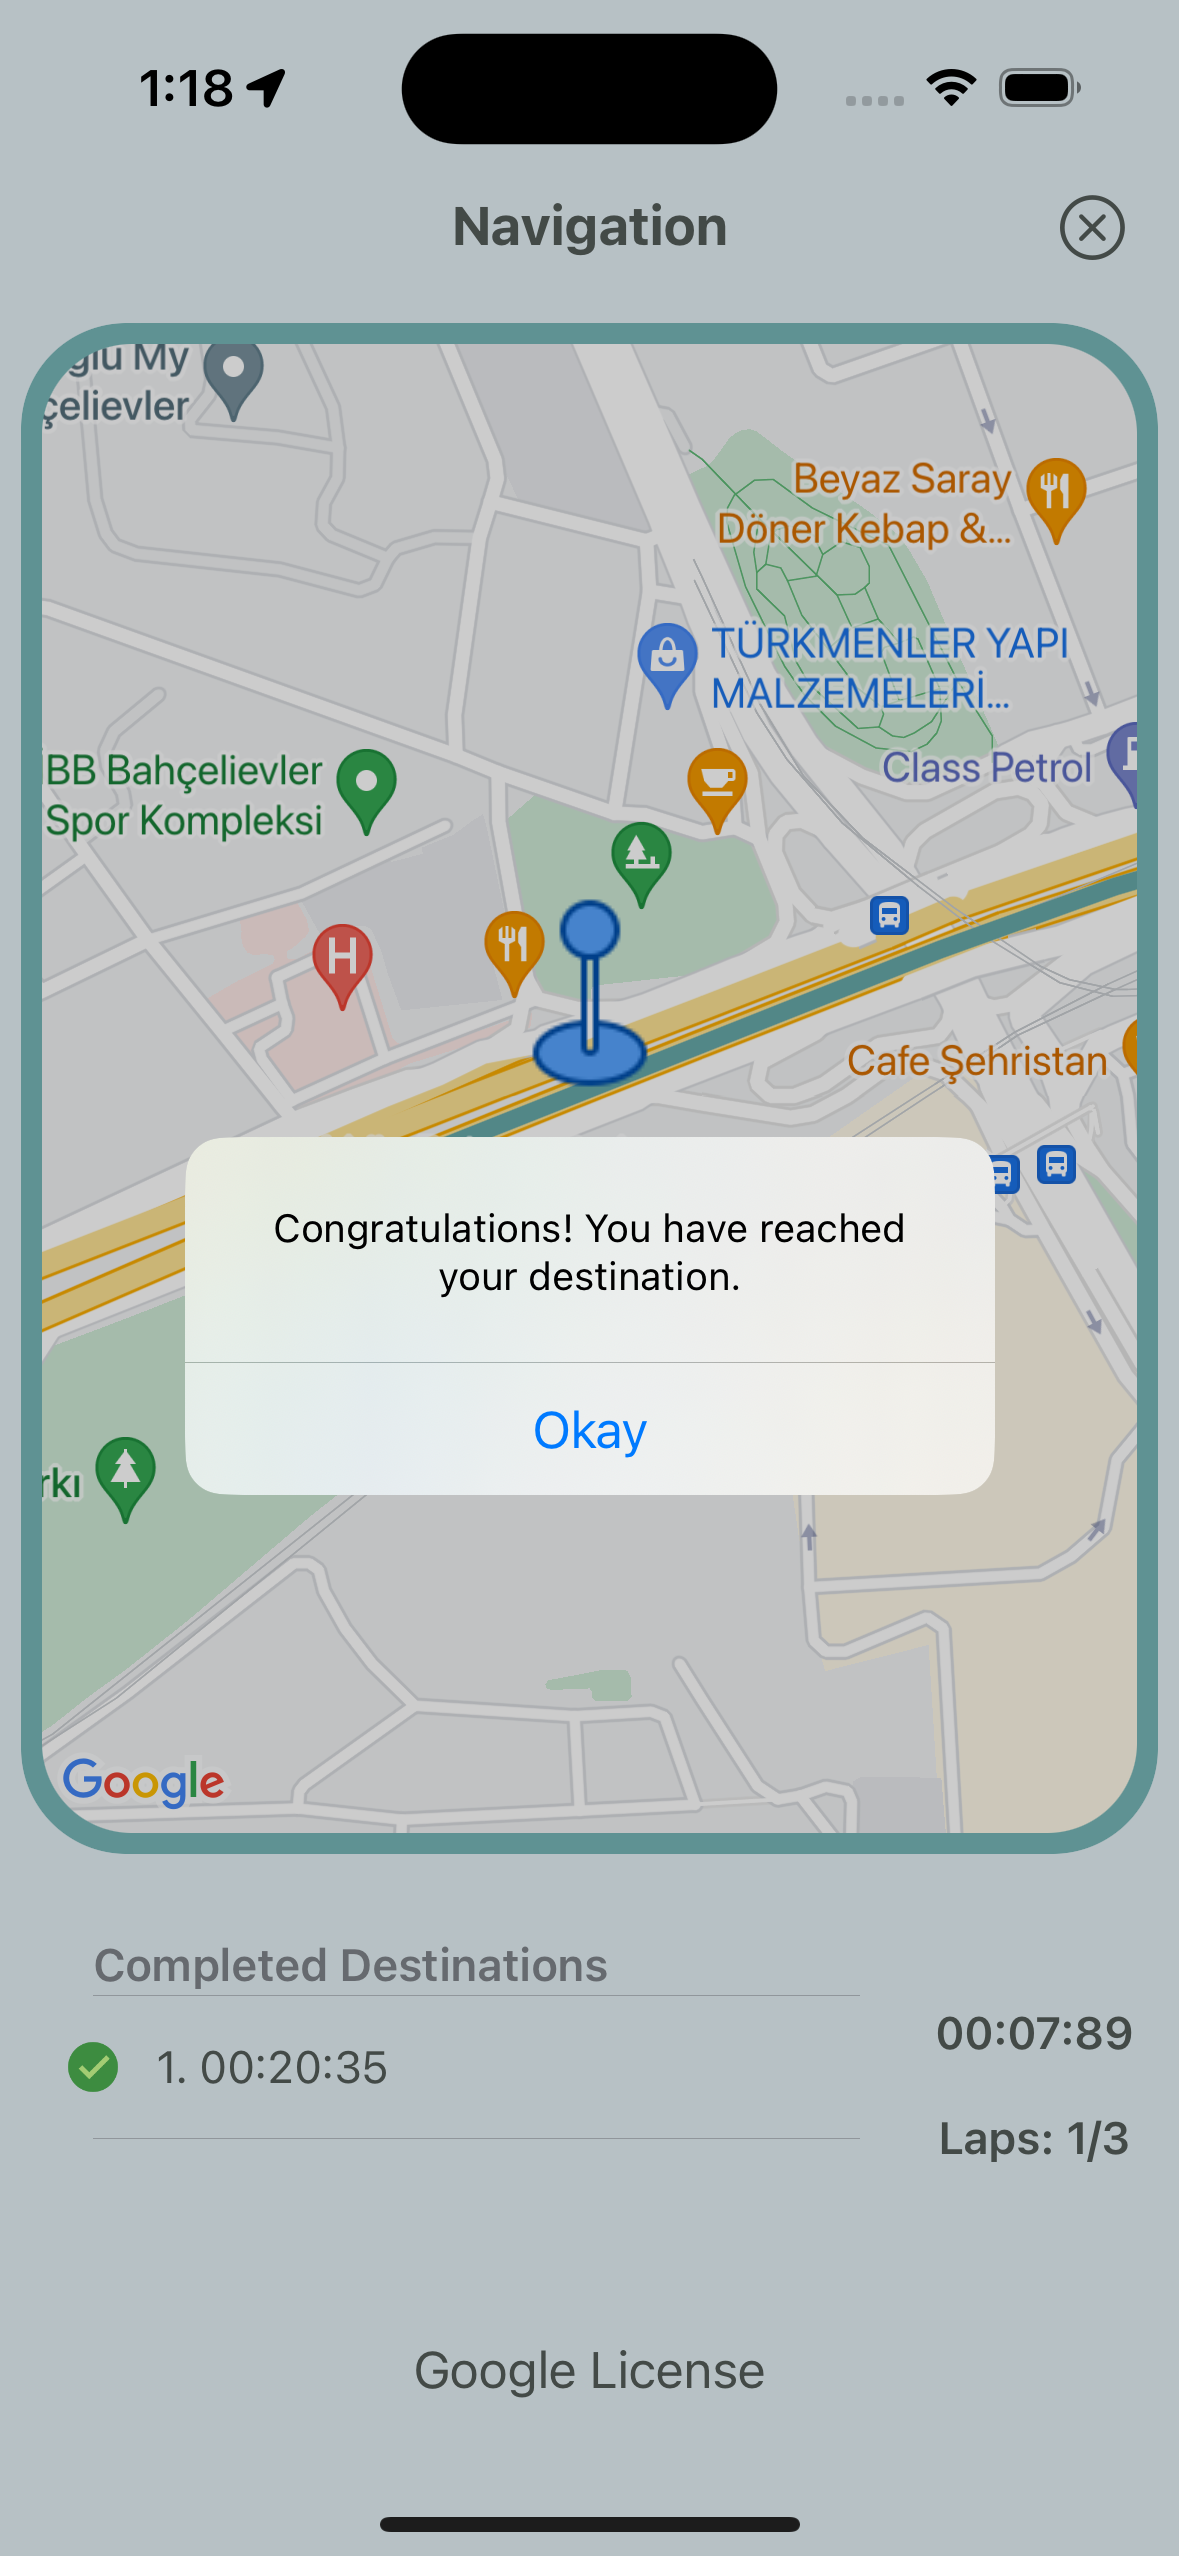 1:18
Navigation
oğlu My
çelievler
Beyaz Saray
Döner Kebap &...
TÜRKMENLER YAPI
MALZEMELERİ...
İBB Bahçelievler
Spor Kompleksi
Class Petrol
H
Cafe Şehristan
Congratulations! You have reached
your destination.
Okay
rkı
Google
Completed Destinations
00:07:89
1. 00:20:35
Laps: 1/3
Google License